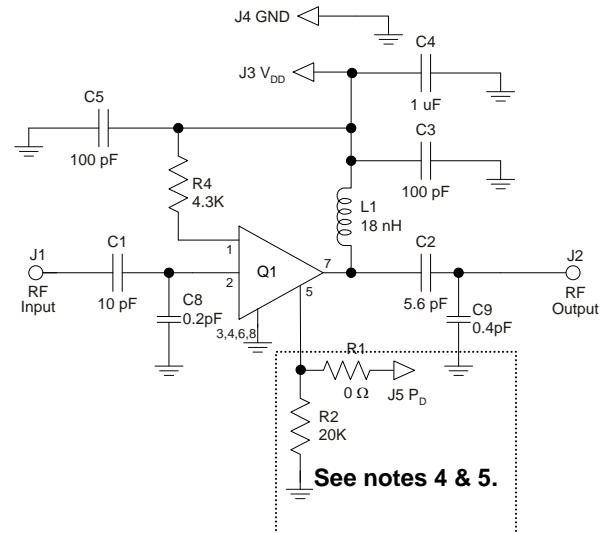 J4 GND
C4
J3 VDD
1 uF
C5
100 pF
C3
100 pF
R4
4.3K
L1
18 nH
J1
RF
Input
C1
10 pF
C8
0.2pF
1
2
Q1
7
5
3,4,6,8
C2
5.6 pF
C9
0.4pF
J2
RF
Output
R1
0 Ω
J5 PD
R2
20K
See notes 4 & 5.